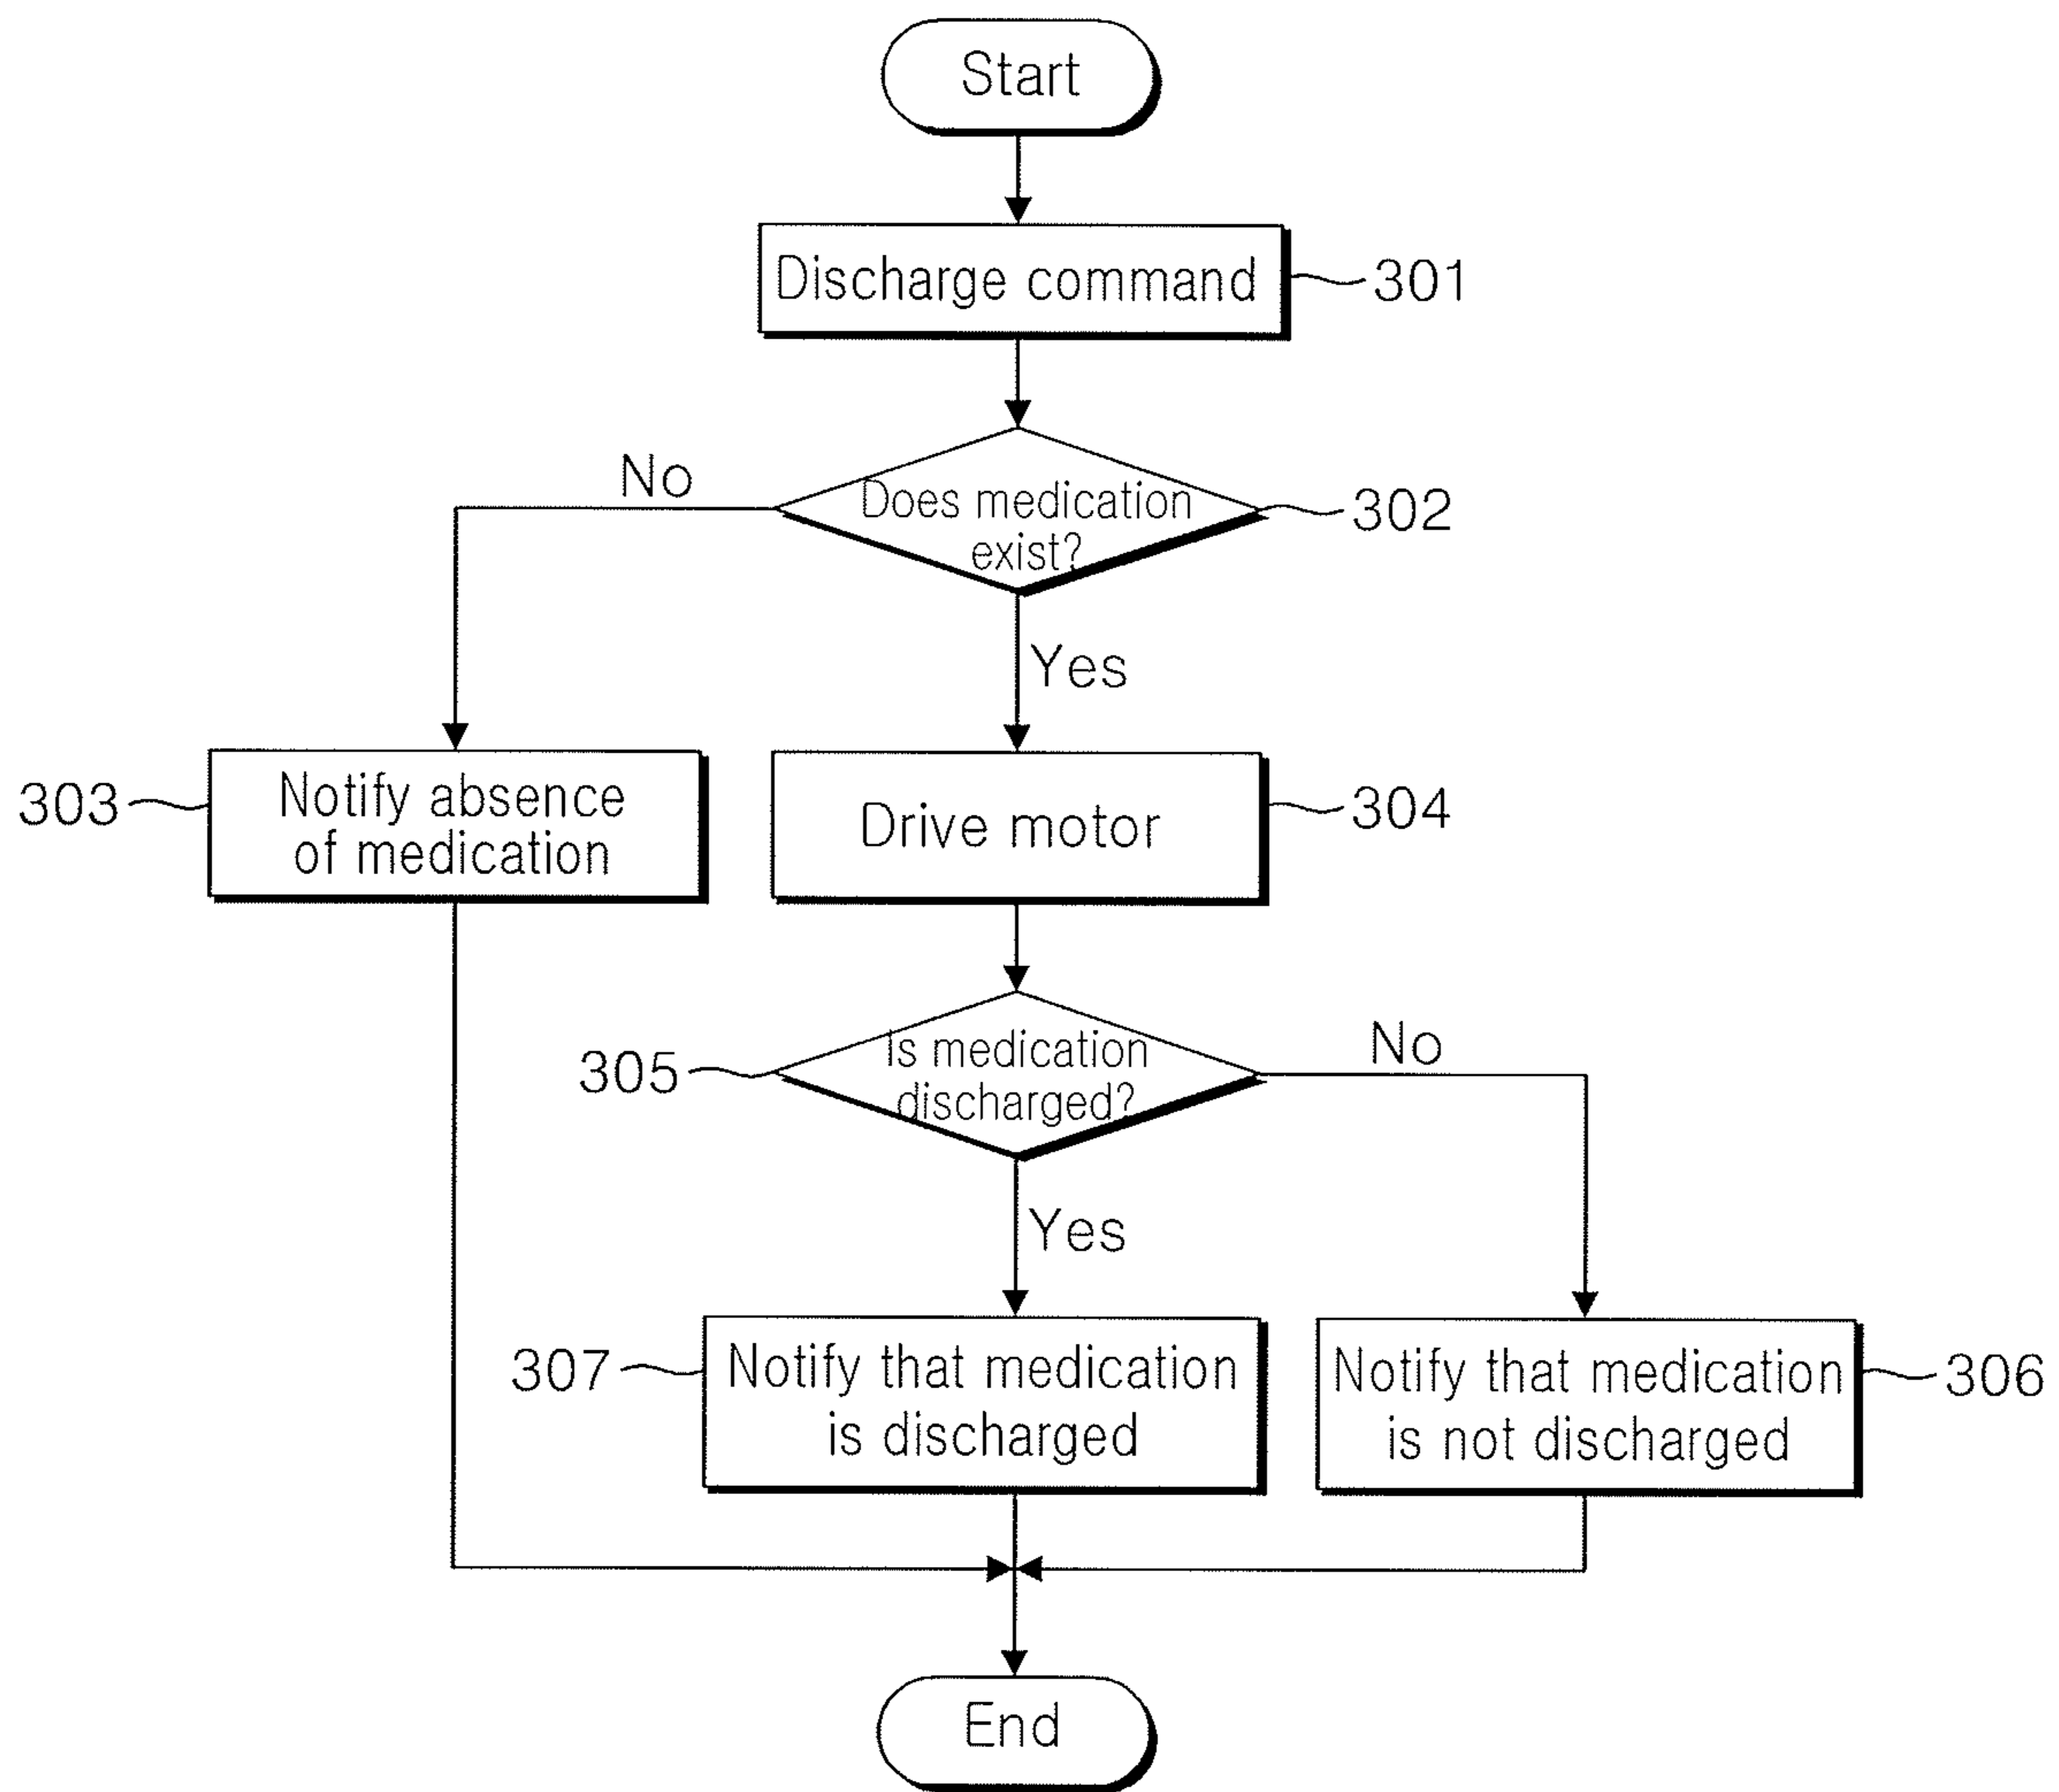 Start
Discharge command
301
No
Does medication
exist?
302
Yes
303
Notify absence
of medication
Drive motor
304
305
Is medication
discharged?
No
Yes
307
Notify that medication
is discharged
Notify that medication
is not discharged
306
End